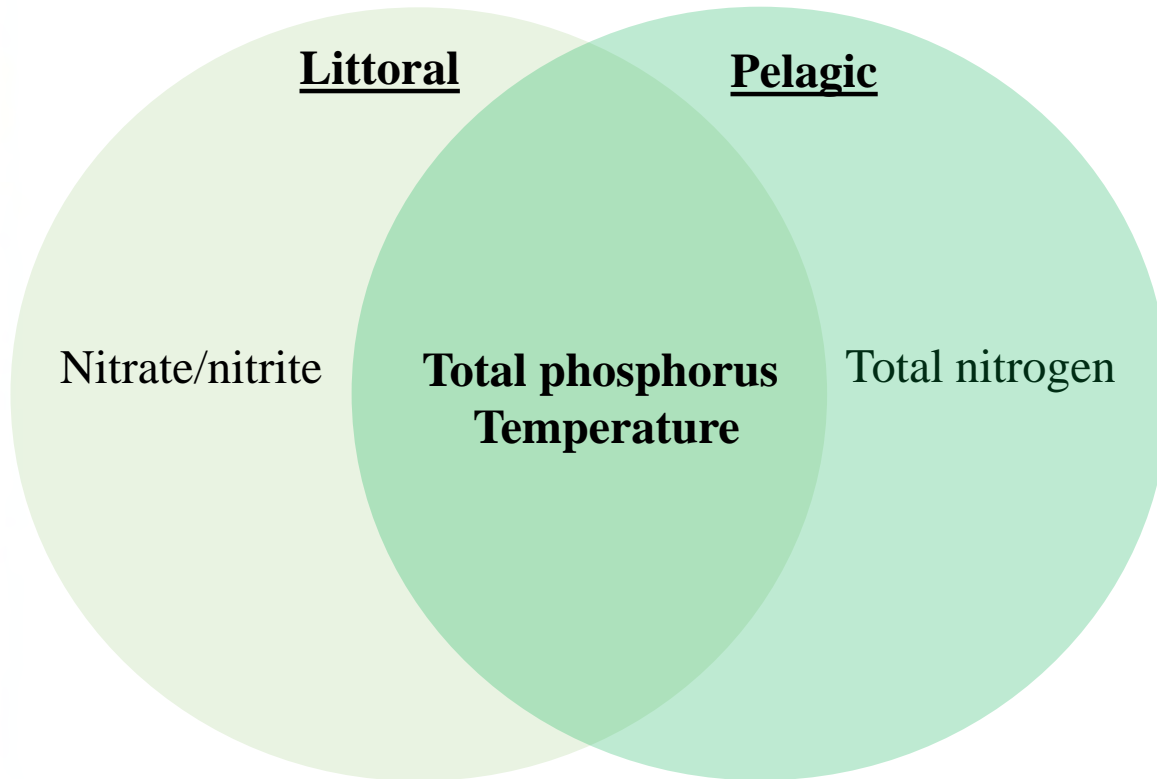 Littoral
Pelagic
Nitrate/nitrite
Total phosphorus
Temperature
Total nitrogen